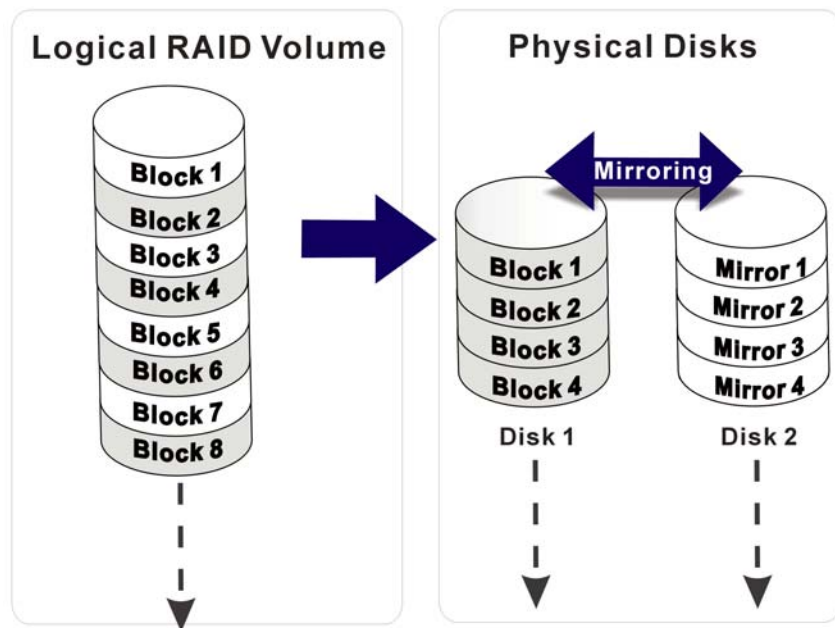 Logical RAID Volume
Block 1
Block 2
Block 3
Block 4
Block 5
Block 6
Block 7
Block 8
Physical Disks
Mirroring
Block 1
Block 2
Block 3
Block 4
Disk 1
Mirror 1
Mirror 2
Mirror 3
Mirror 4
Disk 2